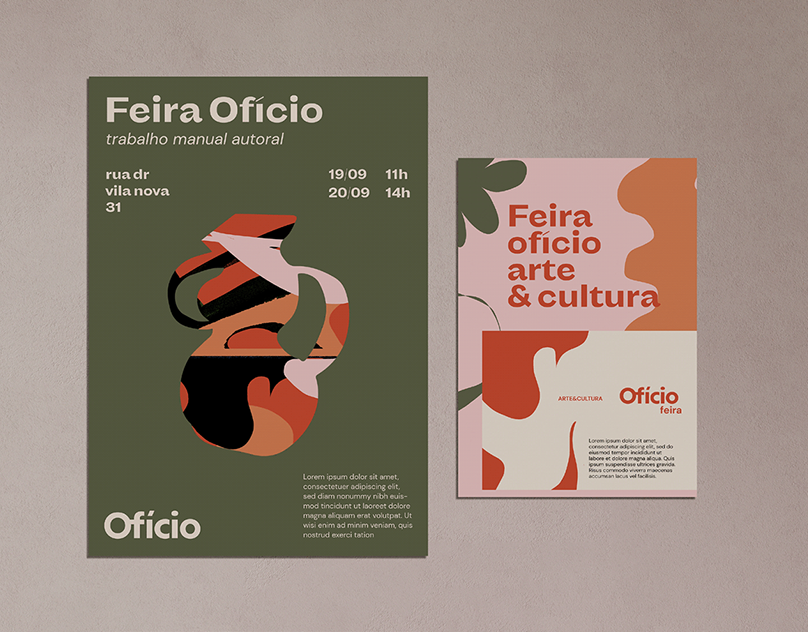 Feira Ofício
trabalho manual autoral
rua dr
vila nova
31
19/09 11h
20/09 14h
Lorem ipsum dolor sit amet,
consectetuer adipiscing elit,
sed diam nonummy nibh euis-
mod tincidunt ut laoreet dolore
magna aliquam erat volutpat. Ut
wisi enim ad minim veniam, quis
nostrud exerci tation
Ofício
Feira
ofício
arte
& cultura
ARTE&CULTURA
Ofício
feira
Lorem ipsum dolor sit amet,
consectetur adipiscing elit, sed do
eiusmod tempor incididunt ut
labore et dolore magna aliqua. Quis
ipsum suspendisse ultrices gravida.
Risus commodo viverra maecenas
accumsan lacus vel facilisis.